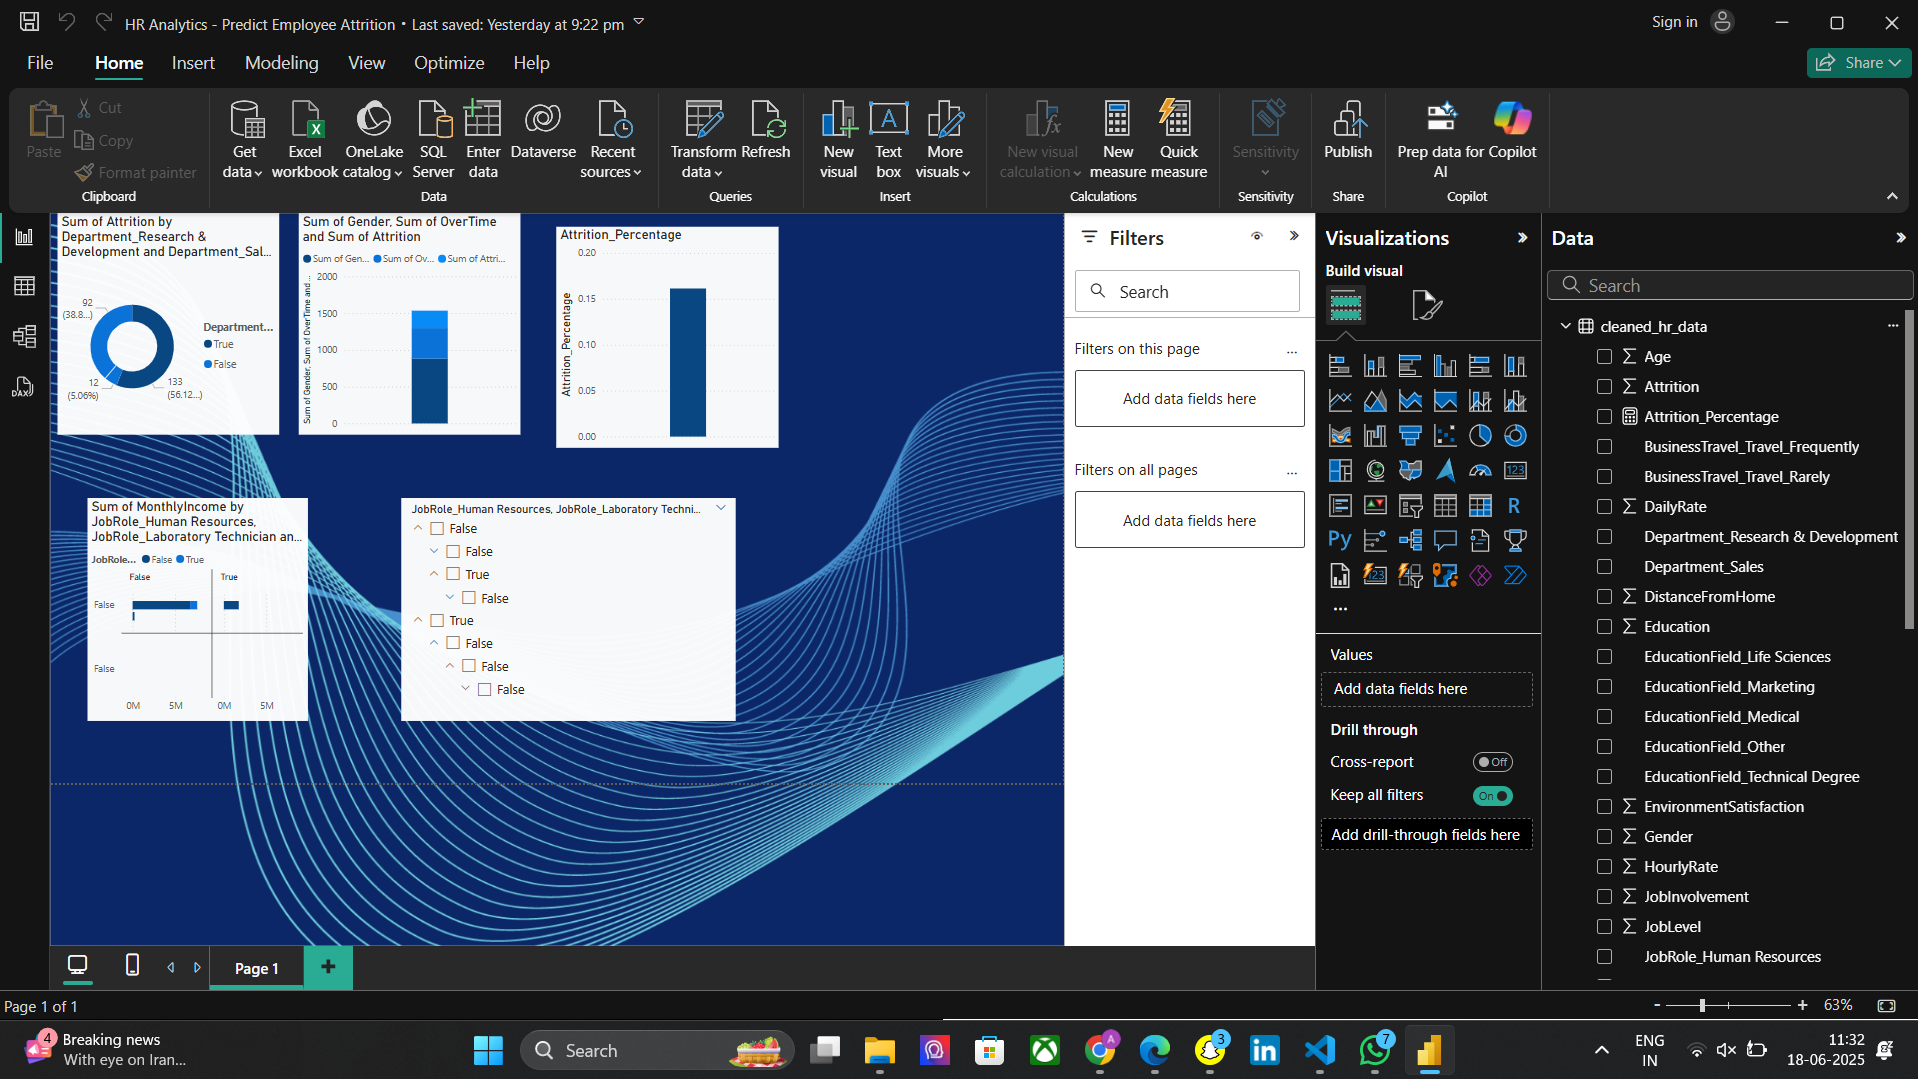 HR Analytics - Predict Employee Attrition • Last saved: Yesterday at 9:22 pm
Sign in
File
Home
Insert
Modeling
View
Optimize
Help
Share
Paste
Cut
Copy
Format painter
Clipboard
Get data
Excel workbook
OneLake catalog
SQL Server
Enter data
Dataverse
Recent sources
Data
Transform data
Refresh
Queries
New visual
Text box
More visuals
Insert
New visual calculation
New measure
Quick measure
Calculations
Sensitivity
Sensitivity
Publish
Share
Prep data for AI
Copilot
Copilot
Sum of Attrition by
Department_Research &
Development and Department_Sal...
92
(38.8...)
12
(5.06%)
133
(56.12...)
Department...
True
False
Sum of Gender, Sum of OverTime
and Sum of Attrition
Sum of Gen...
Sum of Ov...
Sum of Attri...
Sum of Gender, Sum of OverTime and ...
2000
1500
1000
500
0
Attrition_Percentage
Attrition_Percentage
0.20
0.15
0.10
0.05
0.00
Sum of MonthlyIncome by
JobRole_Human Resources,
JobRole_Laboratory Technician an...
JobRole...
False
True
False
True
False
False
0M
5M
0M
5M
JobRole_Human Resources, JobRole_Laboratory Techni...
False
False
True
False
True
False
False
False
Filters
Search
Filters on this page
...
Add data fields here
Filters on all pages
...
Add data fields here
Visualizations
Build visual
123
R
Py
123
...
Values
Add data fields here
Drill through
Cross-report
Off
Keep all filters
On
Add drill-through fields here
Data
Search
cleaned_hr_data
...
Age
Attrition
Attrition_Percentage
BusinessTravel_Travel_Frequently
BusinessTravel_Travel_Rarely
DailyRate
Department_Research & Development
Department_Sales
DistanceFromHome
Education
EducationField_Life Sciences
EducationField_Marketing
EducationField_Medical
EducationField_Other
EducationField_Technical Degree
EnvironmentSatisfaction
Gender
HourlyRate
JobInvolvement
JobLevel
JobRole_Human Resources
DAX
Page 1
Page 1 of 1
- + 63%
4
Breaking news
With eye on Iran...
Search
A
3
in
7
ENG
IN
11:32
18-06-2025